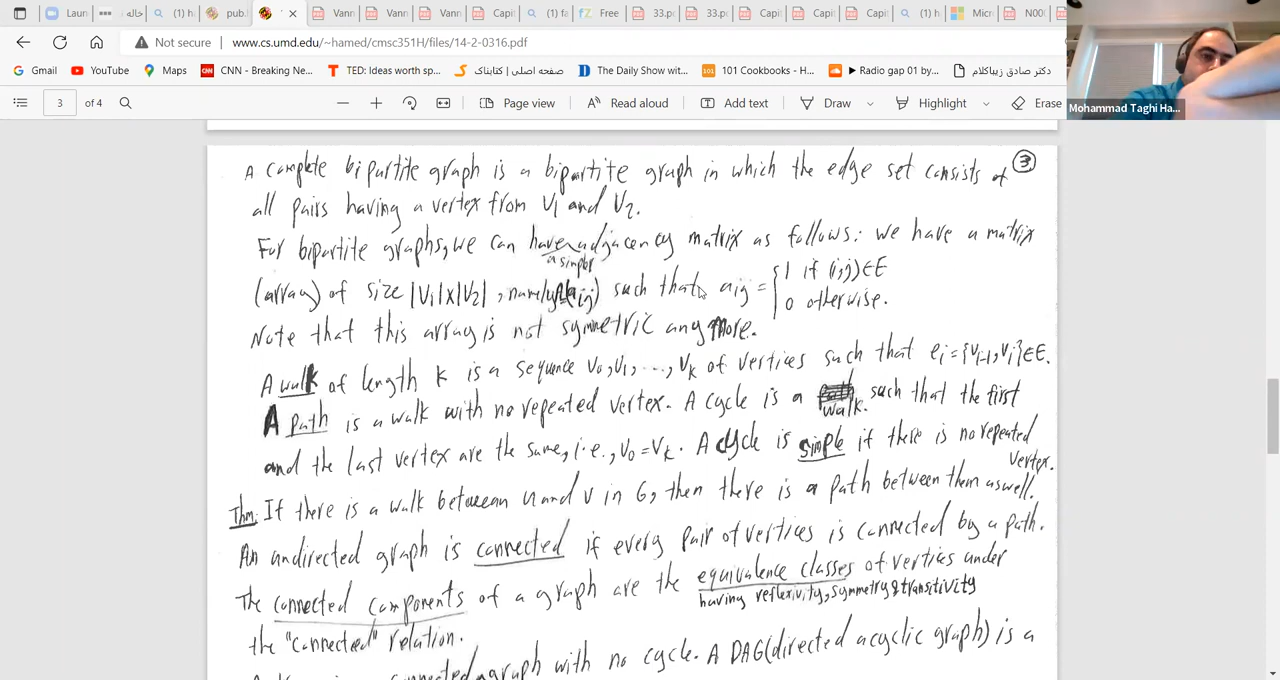 Laun
(1) h
pub
T
خاله
(1) h
Vann
Vann
Vann
Capit
(1) fa
Free
33.p
33.p
Capit
Capi
Capi
(1) h
Micr
N000
Not secure
www.cs.umd.edu/~hamed/cmsc351H/files/14-2-0316.pdf
Gmail
YouTube
Maps
CNN - Breaking Ne...
TED: Ideas worth sp...
صفحه اصلی | کتابناک
The Daily Show wit...
101 Cookbooks - H...
Radio gap 01 by...
دکتر صادق زیباکلام
3 of 4
Page view
Read aloud
Add text
Draw
Highlight
Erase
Mohammad Taghi Ha...
A complete bipartite graph is a bipartite graph in which the edge set consists of ③
all pairs having a vertex from V1 and V2.
For bipartite graphs, we can have a simpler adjacency matrix as follows: we have a matrix
(array) of size |V1|x|V2|, namely A(aij) such that aij = { 1 if (i,j)∈E
0 otherwise.
Note that this array is not symmetric any more.
A walk of length k is a sequence v0, v1, ..., vk of vertices such that ei={vi-1, vi}∈E.
A path is a walk with no repeated vertex. A cycle is a walk such that the first
and the last vertex are the same, i.e., v0=vk. A cycle is simple if there is no repeated vertex.
Thm: If there is a walk between u and v in G, then there is a path between them as well.
An undirected graph is connected if every pair of vertices is connected by a path.
The connected components of a graph are the equivalence classes of vertices under
having reflexivity, symmetry & transitivity
the "connected" relation.
connected graph with no cycle. A DAG (directed acyclic graph) is a